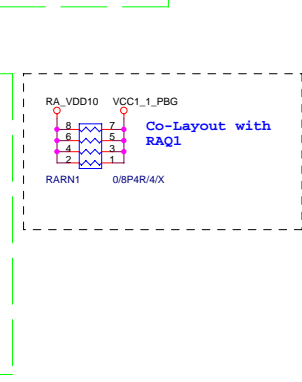 RA_VDD10 VCC1_1_PBG
8 7
6 5
4 3
2 1
Co-Layout with
RAQ1
RARN1 0/8P4R/4/X